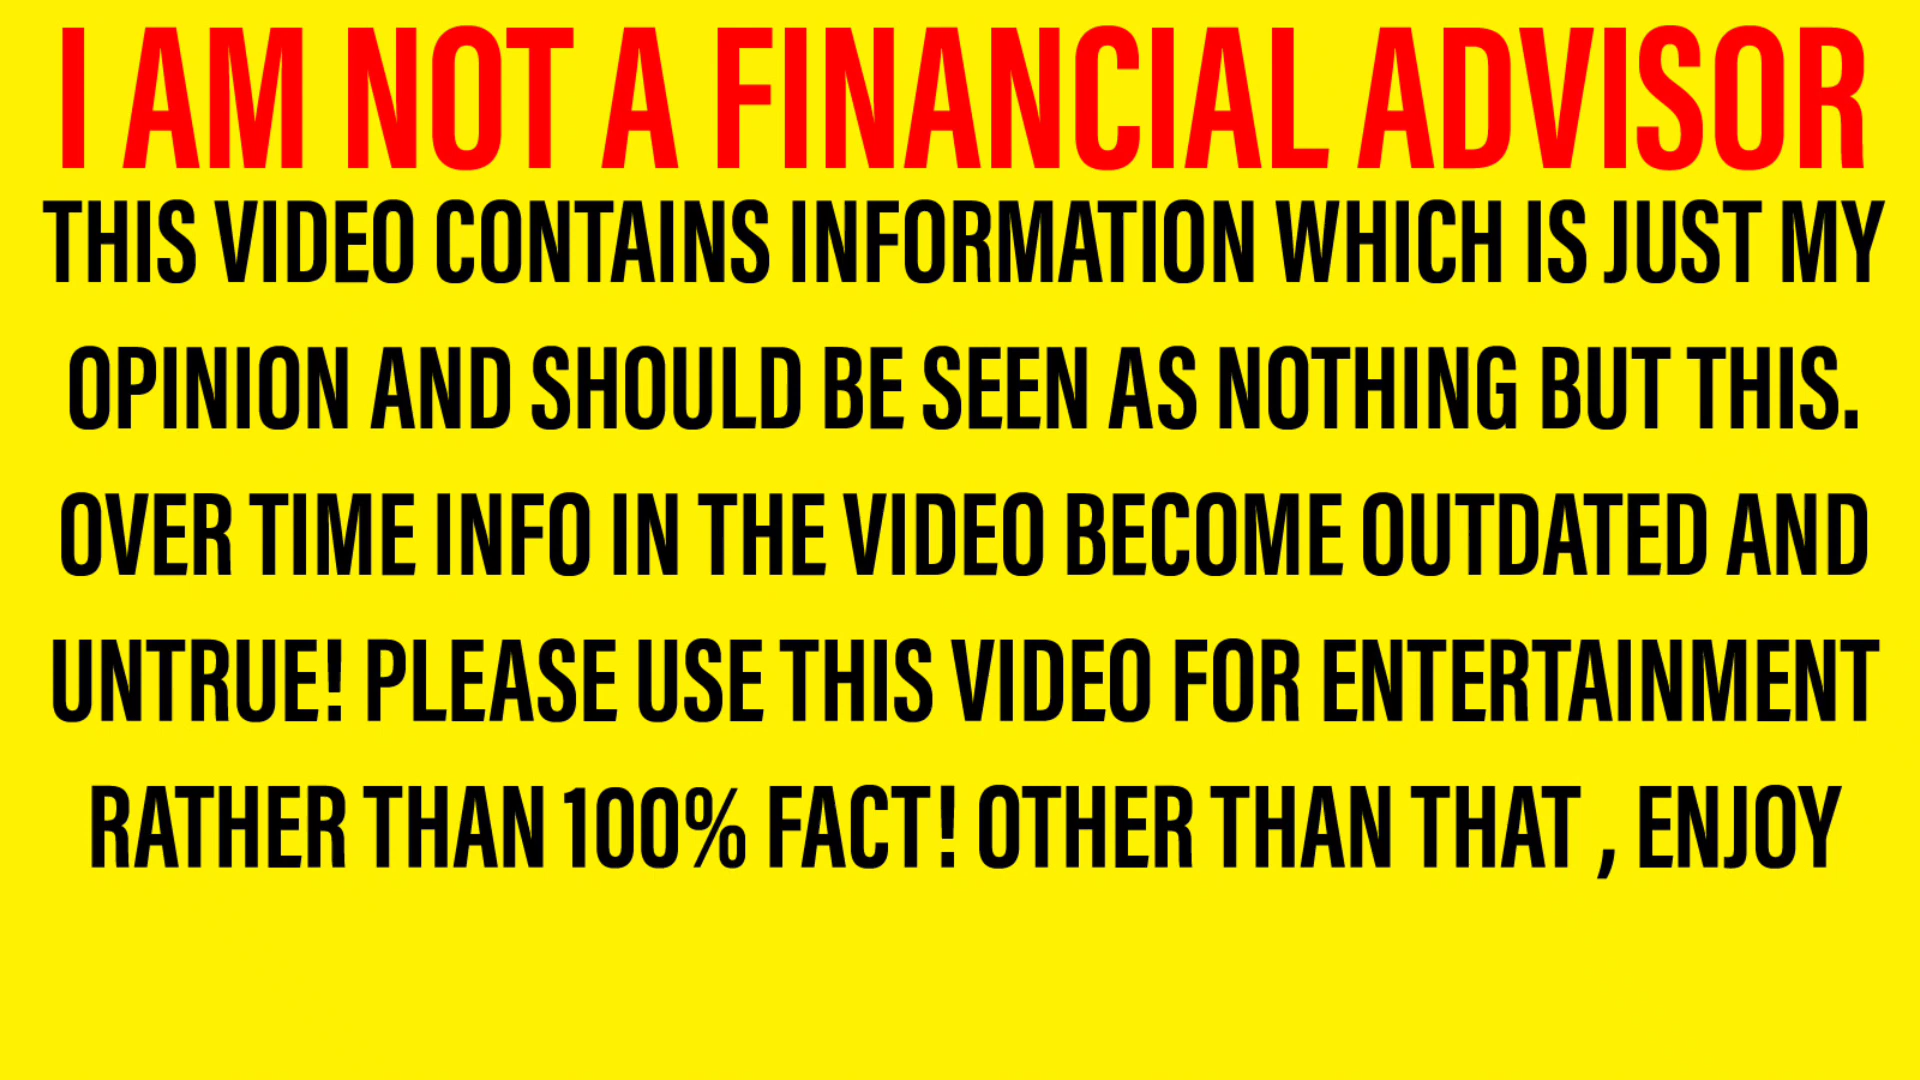 I AM NOT A FINANCIAL ADVISOR
THIS VIDEO CONTAINS INFORMATION WHICH IS JUST MY
OPINION AND SHOULD BE SEEN AS NOTHING BUT THIS.
OVER TIME INFO IN THE VIDEO BECOME OUTDATED AND
UNTRUE! PLEASE USE THIS VIDEO FOR ENTERTAINMENT
RATHER THAN 100% FACT! OTHER THAN THAT , ENJOY